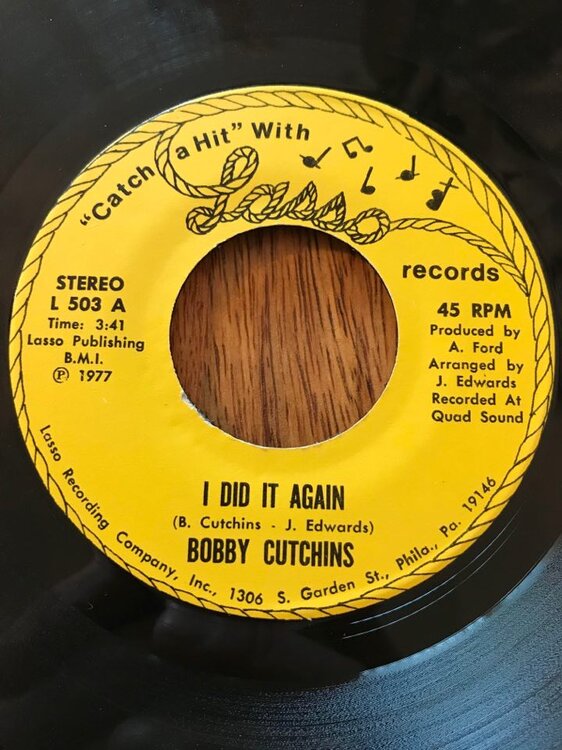 "Catch a Hit" With
Lasso
records
STEREO
L 503 A
Time: 3:41
Lasso Publishing
B.M.I.
Ⓟ 1977
45 RPM
Produced by
A. Ford
Arranged by
J. Edwards
Recorded At
Quad Sound
I DID IT AGAIN
(B. Cutchins - J. Edwards)
BOBBY CUTCHINS
Lasso Recording Company, Inc., 1306 S. Garden St., Phila., Pa. 19146